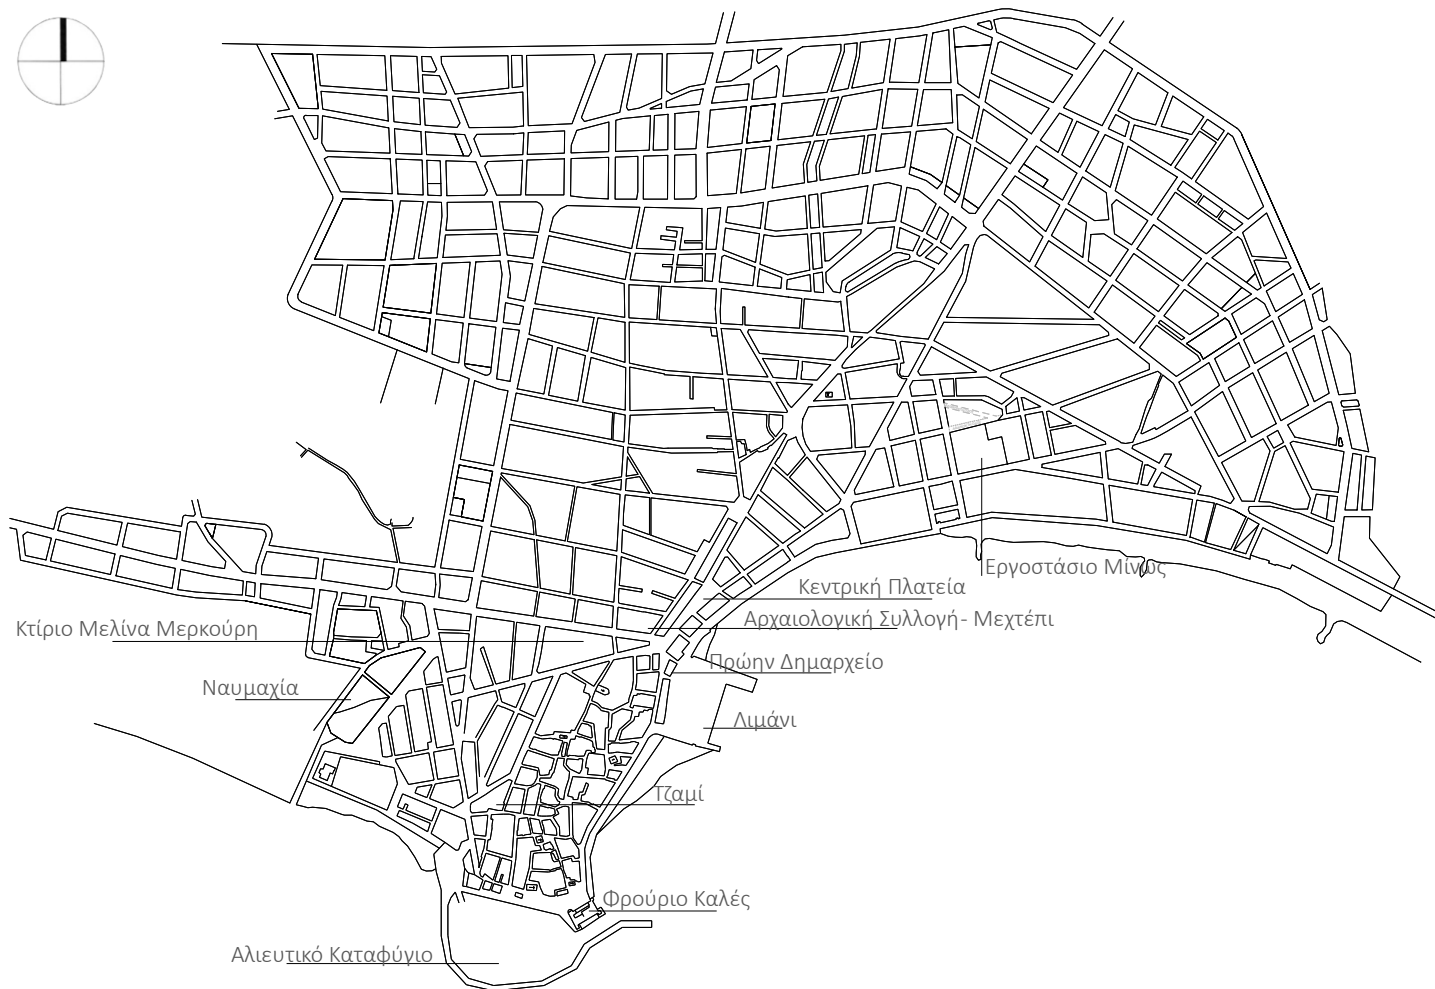 Εργοστάσιο Μίνως
Κεντρική Πλατεία
Αρχαιολογική Συλλογή- Μεχτέπι
Κτίριο Μελίνα Μερκούρη
Πρώην Δημαρχείο
Ναυμαχία
Λιμάνι
Τζαμί
Φρούριο Καλές
Αλιευτικό Καταφύγιο